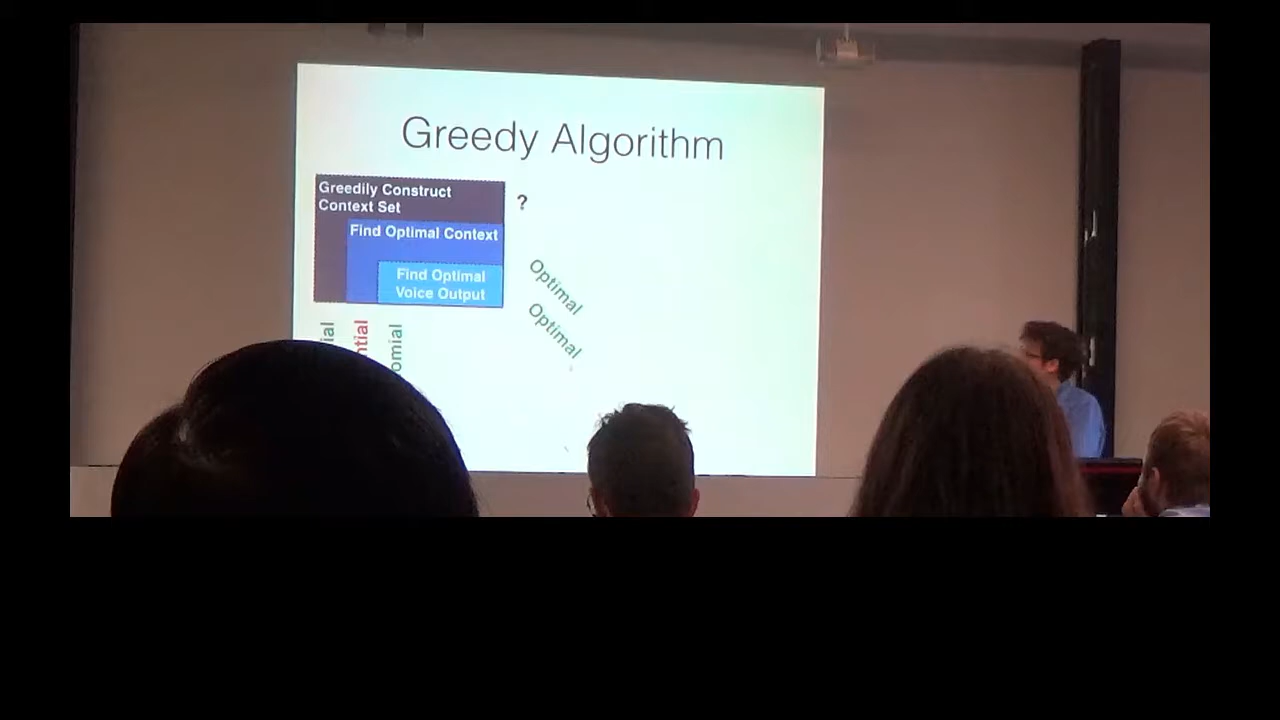 Greedy Algorithm
Greedily Construct
Context Set
?
Find Optimal Context
Find Optimal
Voice Output
Optimal
Optimal